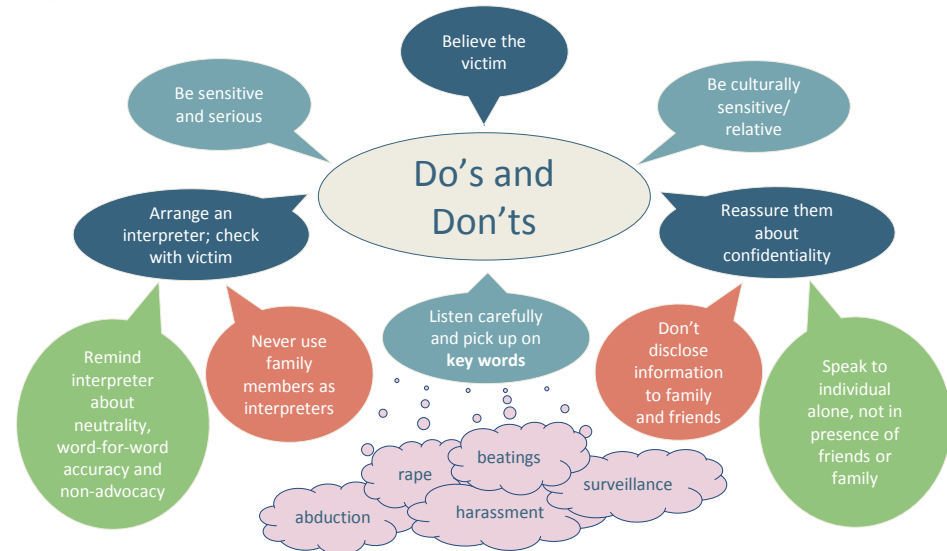 Believe the
victim
Be sensitive
and serious
Be culturally
sensitive/
relative
Do's and
Don'ts
Arrange an
interpreter; check
with victim
Reassure them
about
confidentiality
Remind
interpreter
about
neutrality,
word-for-word
accuracy and
non-advocacy
Never use
family
members as
interpreters
Listen carefully
and pick up on
key words
Don't
disclose
information
to family
and friends
Speak to
individual
alone, not in
presence of
friends or
family
beatings
rape
surveillance
abduction
harassment